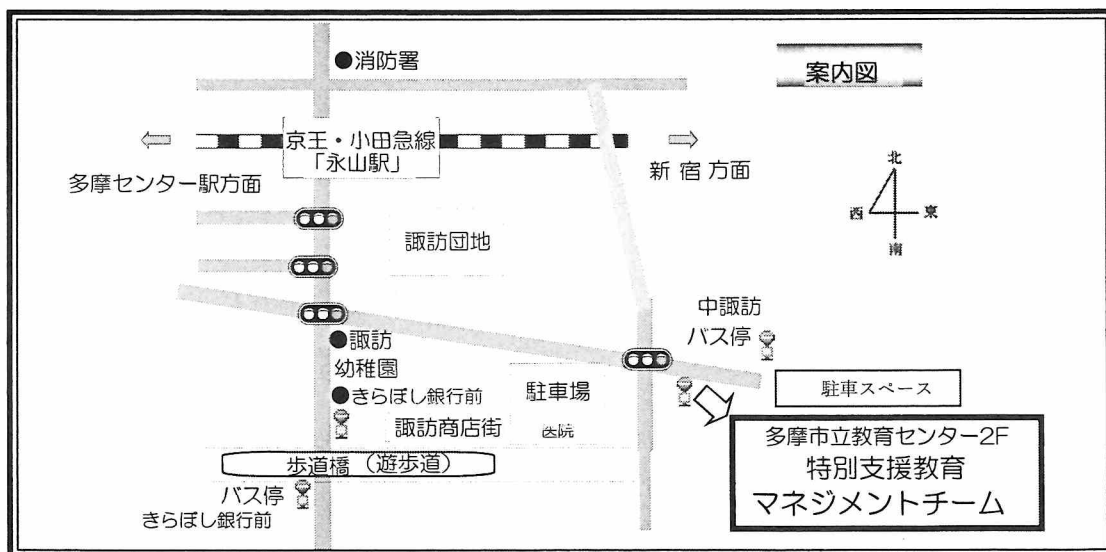 ●消防署
案内図
京王・小田急線
「永山駅」
多摩センター駅方面
新宿方面
北
西
東
南
諏訪団地
中諏訪
バス停
●諏訪
幼稚園
●きらぼし銀行前
駐車場
駐車スペース
諏訪商店街
医院
歩道橋(遊歩道)
バス停
きらぼし銀行前
多摩市立教育センター2F
特別支援教育
マネジメントチーム